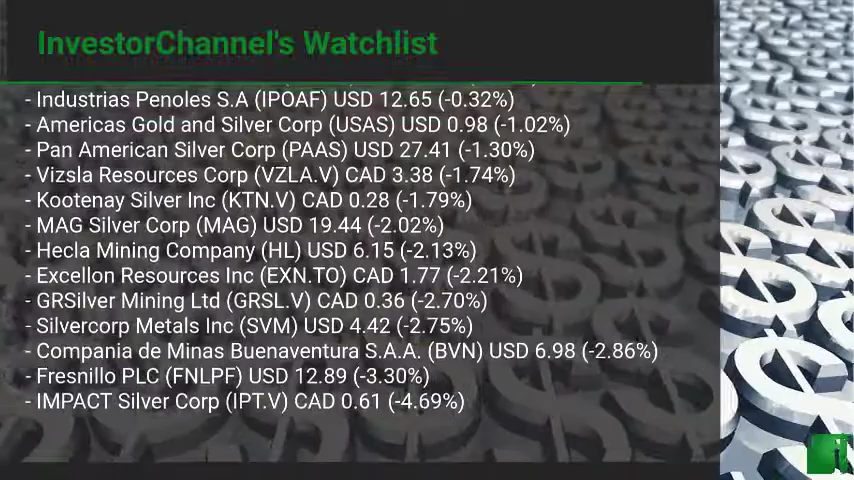 InvestorChannel's Watchlist
- Industrias Penoles S.A (IPOAF) USD 12.65 (-0.32%)
- Americas Gold and Silver Corp (USAS) USD 0.98 (-1.02%)
- Pan American Silver Corp (PAAS) USD 27.41 (-1.30%)
- Vizsla Resources Corp (VZLA.V) CAD 3.38 (-1.74%)
- Kootenay Silver Inc (KTN.V) CAD 0.28 (-1.79%)
- MAG Silver Corp (MAG) USD 19.44 (-2.02%)
- Hecla Mining Company (HL) USD 6.15 (-2.13%)
- Excellon Resources Inc (EXN.TO) CAD 1.77 (-2.21%)
- GRSilver Mining Ltd (GRSL.V) CAD 0.36 (-2.70%)
- Silvercorp Metals Inc (SVM) USD 4.42 (-2.75%)
- Compania de Minas Buenaventura S.A.A. (BVN) USD 6.98 (-2.86%)
- Fresnillo PLC (FNLPF) USD 12.89 (-3.30%)
- IMPACT Silver Corp (IPT.V) CAD 0.61 (-4.69%)